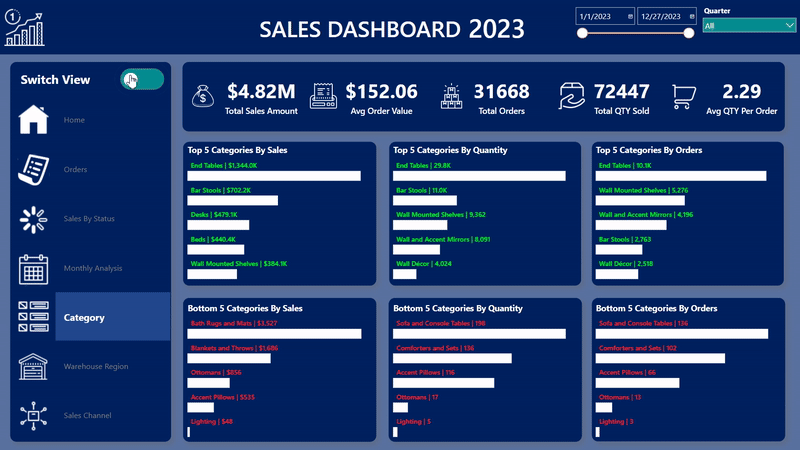 1
SALES DASHBOARD 2023
1/1/2023
12/27/2023
Quarter
All
Switch View
Home
Orders
Sales By Status
Monthly Analysis
Category
Warehouse Region
Sales Channel
$4.82M
Total Sales Amount
$152.06
Avg Order Value
31668
Total Orders
72447
Total QTY Sold
2.29
Avg QTY Per Order
Top 5 Categories By Sales
End Tables | $1,344.0K
Bar Stools | $702.2K
Desks | $479.1K
Beds | $440.4K
Wall Mounted Shelves | $384.1K
Top 5 Categories By Quantity
End Tables | 29.8K
Bar Stools | 11.0K
Wall Mounted Shelves | 9,362
Wall and Accent Mirrors | 8,091
Wall Décor | 4,024
Top 5 Categories By Orders
End Tables | 10.1K
Wall Mounted Shelves | 5,276
Wall and Accent Mirrors | 4,196
Bar Stools | 2,763
Wall Décor | 2,518
Bottom 5 Categories By Sales
Bath Rugs and Mats | $3,527
Blankets and Throws | $1,686
Ottomans | $856
Accent Pillows | $535
Lighting | $48
Bottom 5 Categories By Quantity
Sofa and Console Tables | 198
Comforters and Sets | 136
Accent Pillows | 116
Ottomans | 17
Lighting | 5
Bottom 5 Categories By Orders
Sofa and Console Tables | 136
Comforters and Sets | 102
Accent Pillows | 66
Ottomans | 13
Lighting | 3